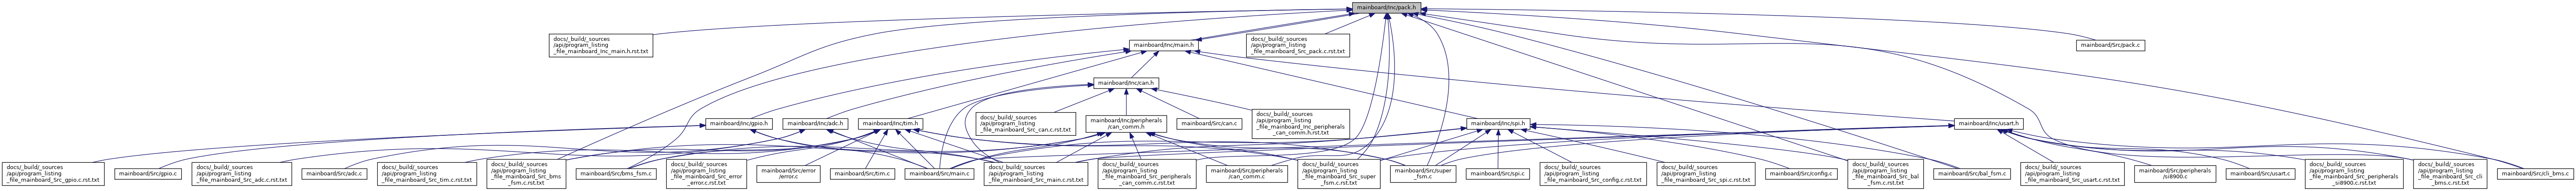 mainboard/Inc/pack.h
docs/_build/_sources
/api/program_listing
_file_mainboard_Inc_main.h.rst.txt
mainboard/Inc/main.h
docs/_build/_sources
/api/program_listing
_file_mainboard_Src_pack.c.rst.txt
mainboard/Src/pack.c
mainboard/Inc/can.h
mainboard/Inc/gpio.h
mainboard/Inc/adc.h
mainboard/Inc/tim.h
docs/_build/_sources
/api/program_listing
_file_mainboard_Src_can.c.rst.txt
mainboard/Inc/peripherals
/can_comm.h
mainboard/Src/can.c
docs/_build/_sources
/api/program_listing
_file_mainboard_Inc_peripherals
_can_comm.h.rst.txt
mainboard/Inc/spi.h
mainboard/Inc/usart.h
docs/_build/_sources
/api/program_listing
_file_mainboard_Src_gpio.c.rst.txt
mainboard/Src/gpio.c
docs/_build/_sources
/api/program_listing
_file_mainboard_Src_adc.c.rst.txt
mainboard/Src/adc.c
docs/_build/_sources
/api/program_listing
_file_mainboard_Src_tim.c.rst.txt
docs/_build/_sources
/api/program_listing
_file_mainboard_Src_bms
_fsm.c.rst.txt
mainboard/Src/bms_fsm.c
docs/_build/_sources
/api/program_listing
_file_mainboard_Src_error
_error.c.rst.txt
mainboard/Src/error
/error.c
mainboard/Src/tim.c
mainboard/Src/main.c
docs/_build/_sources
/api/program_listing
_file_mainboard_Src_main.c.rst.txt
docs/_build/_sources
/api/program_listing
_file_mainboard_Src_peripherals
_can_comm.c.rst.txt
mainboard/Src/peripherals
/can_comm.c
docs/_build/_sources
/api/program_listing
_file_mainboard_Src_super
_fsm.c.rst.txt
mainboard/Src/super
_fsm.c
mainboard/Src/spi.c
docs/_build/_sources
/api/program_listing
_file_mainboard_Src_config.c.rst.txt
docs/_build/_sources
/api/program_listing
_file_mainboard_Src_spi.c.rst.txt
mainboard/Src/config.c
docs/_build/_sources
/api/program_listing
_file_mainboard_Src_bal
_fsm.c.rst.txt
mainboard/Src/bal_fsm.c
docs/_build/_sources
/api/program_listing
_file_mainboard_Src_usart.c.rst.txt
mainboard/Src/peripherals
/si8900.c
mainboard/Src/usart.c
docs/_build/_sources
/api/program_listing
_file_mainboard_Src_peripherals
_si8900.c.rst.txt
docs/_build/_sources
/api/program_listing
_file_mainboard_Src_cli
_bms.c.rst.txt
mainboard/Src/cli_bms.c